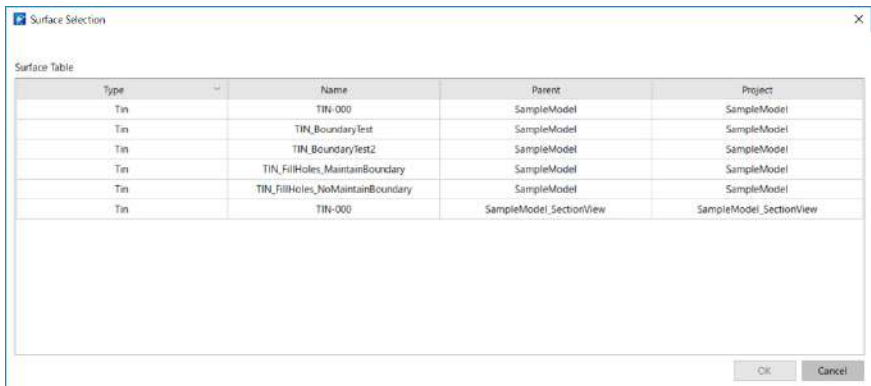 Surface Selection
Surface Table
Type Name Parent Project
Tin TIN-000 SampleModel SampleModel
Tin TIN_BoundaryTest SampleModel SampleModel
Tin TIN_BoundaryTest2 SampleModel SampleModel
Tin TIN_FillHoles_MaintainBoundary SampleModel SampleModel
Tin TIN_FillHoles_NoMaintainBoundary SampleModel SampleModel
Tin TIN-000 SampleModel_SectionView SampleModel_SectionView
OK Cancel